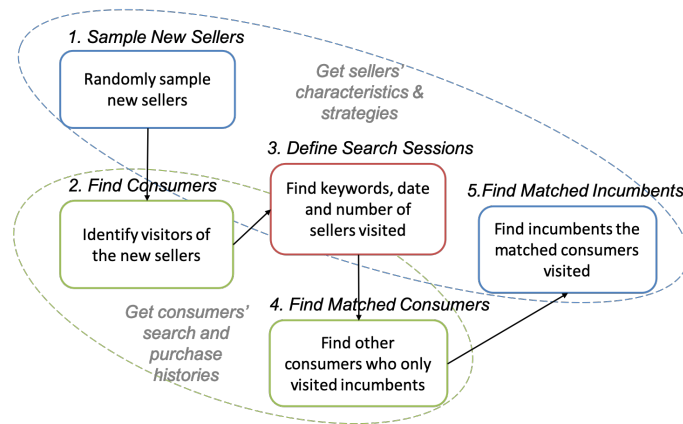 1. Sample New Sellers
Randomly sample
new sellers
Get sellers'
characteristics &
strategies
2. Find Consumers
Identify visitors of
the new sellers
3. Define Search Sessions
Find keywords, date
and number of
sellers visited
Get consumers'
search and
purchase
histories
4. Find Matched Consumers
Find other
consumers who only
visited incumbents
5.Find Matched Incumbents
Find incumbents the
matched consumers
visited